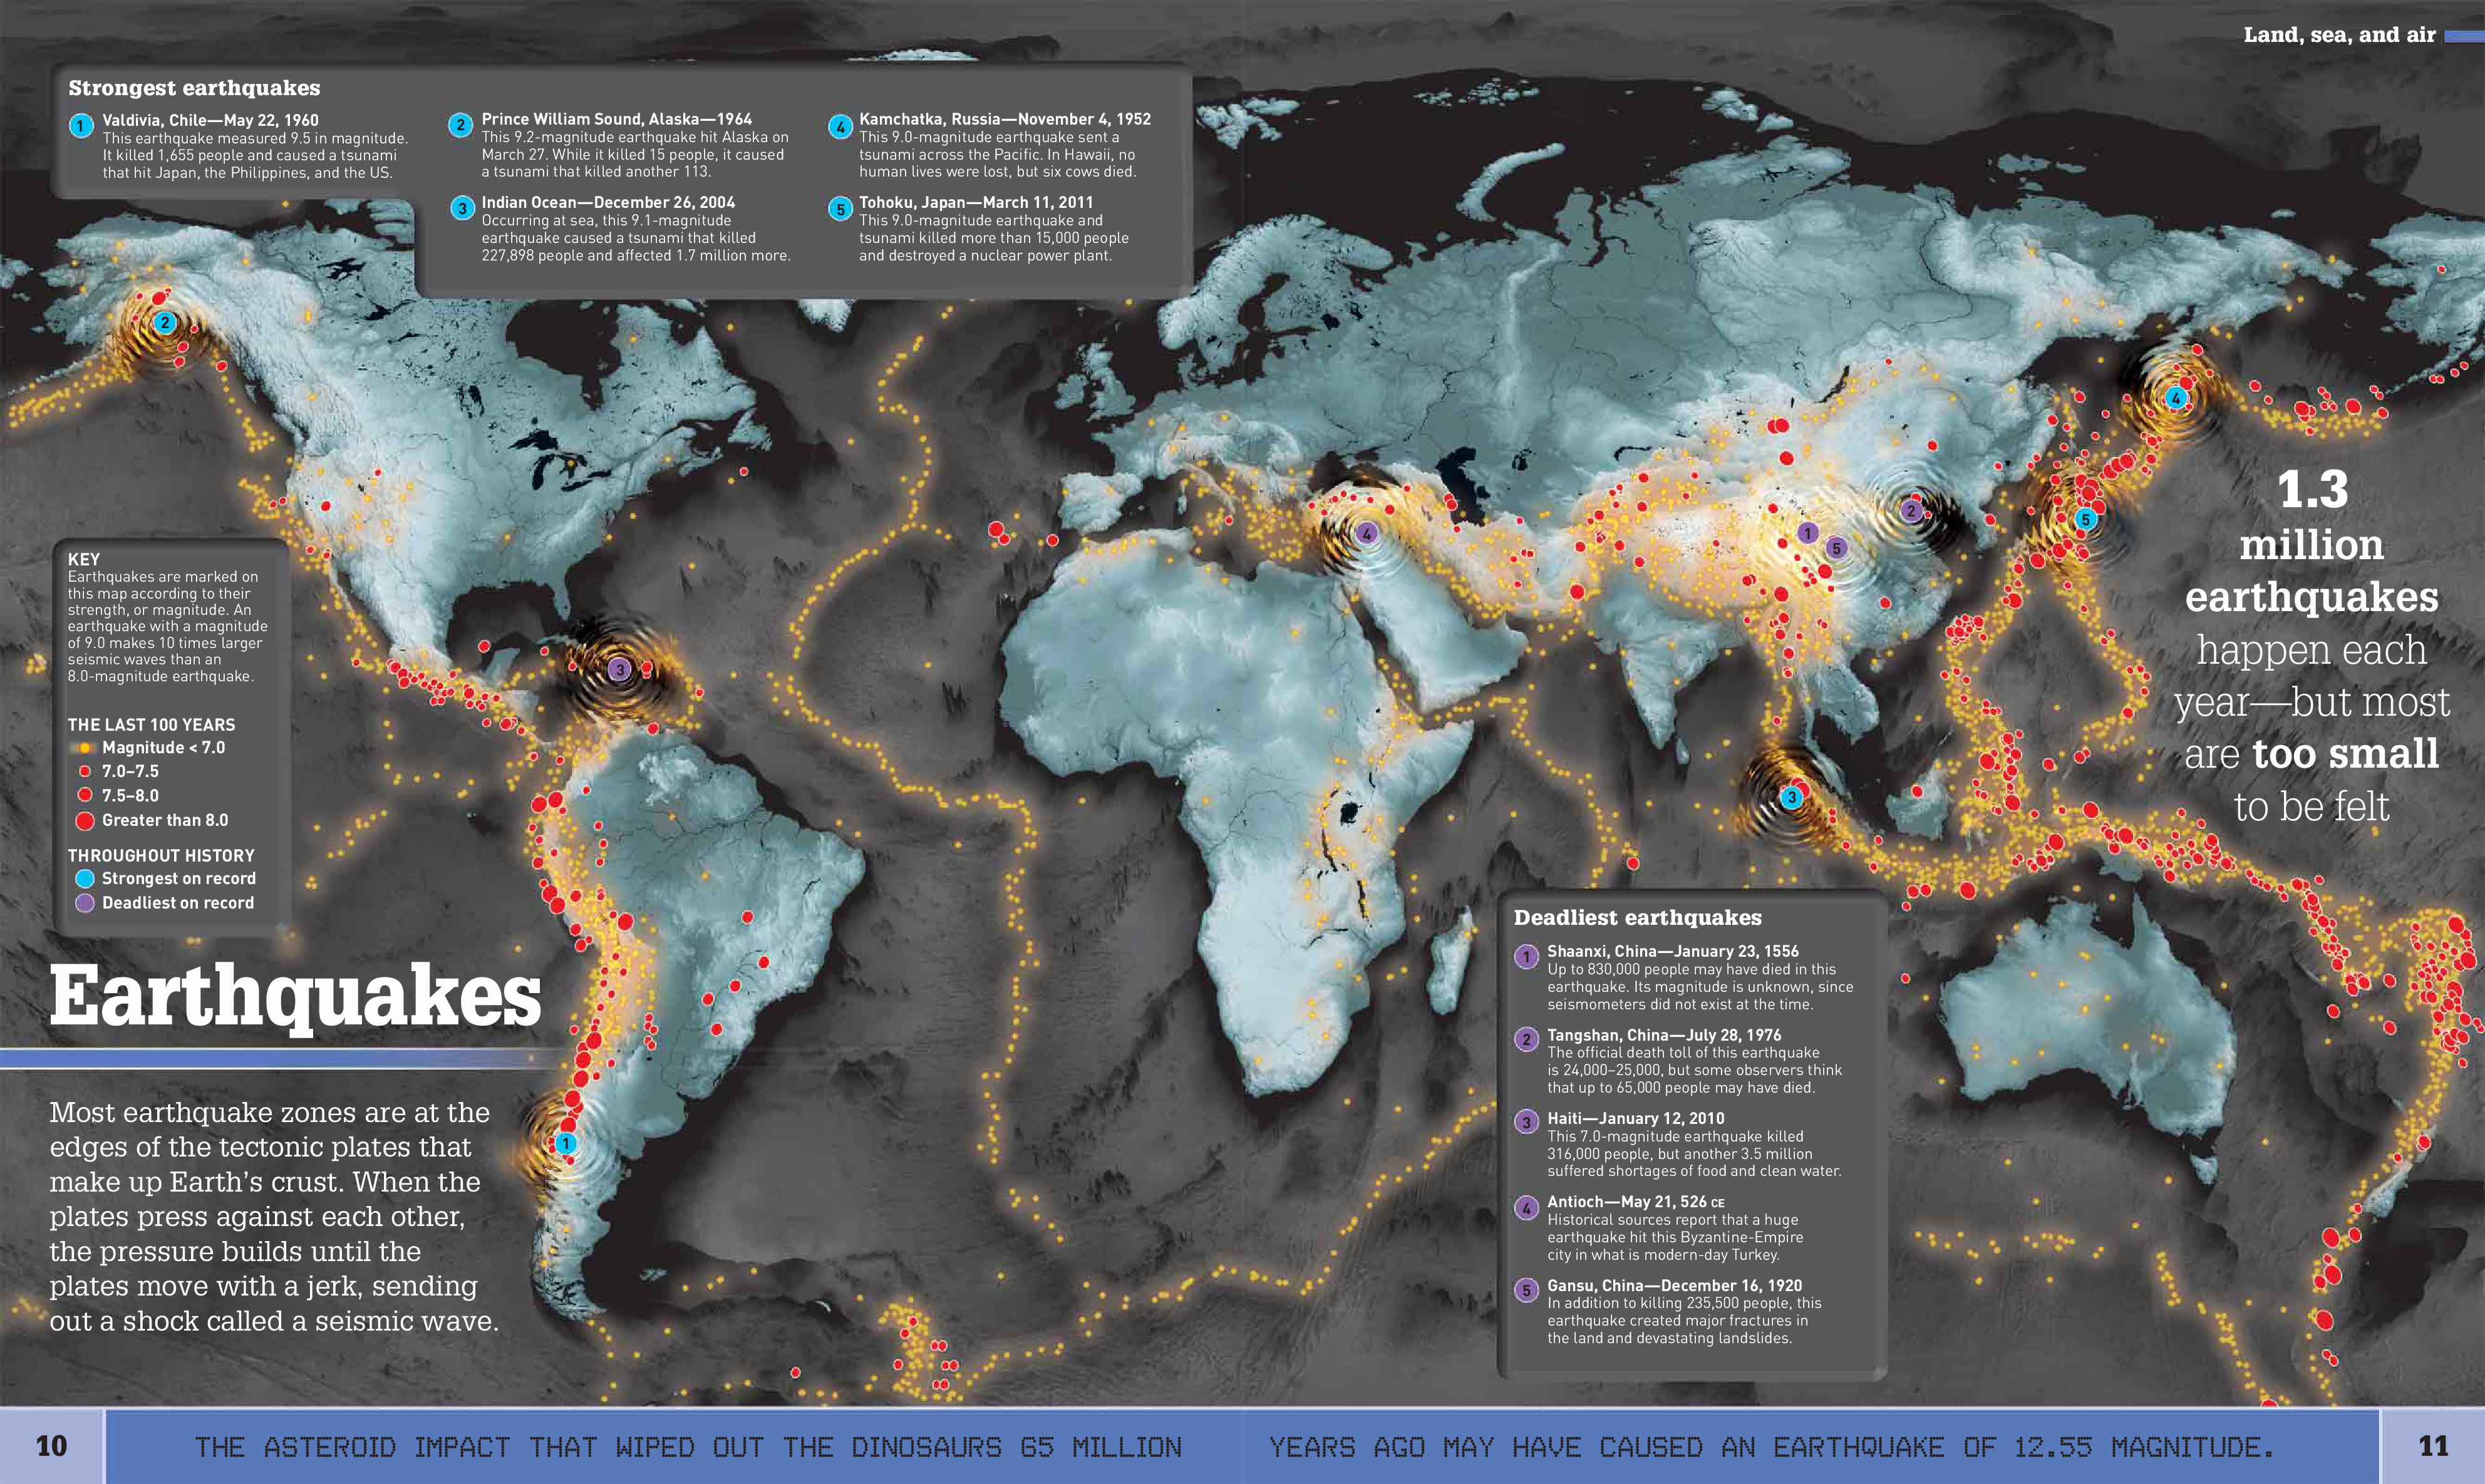 Land, sea, and air
Strongest earthquakes
1 Valdivia, Chile—May 22, 1960
This earthquake measured 9.5 in magnitude.
It killed 1,655 people and caused a tsunami
that hit Japan, the Philippines, and the US.
2 Prince William Sound, Alaska—1964
This 9.2-magnitude earthquake hit Alaska on
March 27. While it killed 15 people, it caused
a tsunami that killed another 113.
3 Indian Ocean—December 26, 2004
Occurring at sea, this 9.1-magnitude
earthquake caused a tsunami that killed
227,898 people and affected 1.7 million more.
4 Kamchatka, Russia—November 4, 1952
This 9.0-magnitude earthquake sent a
tsunami across the Pacific. In Hawaii, no
human lives were lost, but six cows died.
5 Tohoku, Japan—March 11, 2011
This 9.0-magnitude earthquake and
tsunami killed more than 15,000 people
and destroyed a nuclear power plant.
2
4
5
4
2
1
5
3
3
1
1.3
million
earthquakes
happen each
year—but most
are too small
to be felt
KEY
Earthquakes are marked on
this map according to their
strength, or magnitude. An
earthquake with a magnitude
of 9.0 makes 10 times larger
seismic waves than an
8.0-magnitude earthquake.
THE LAST 100 YEARS
Magnitude < 7.0
7.0–7.5
7.5–8.0
Greater than 8.0
THROUGHOUT HISTORY
Strongest on record
Deadliest on record
Earthquakes
Most earthquake zones are at the
edges of the tectonic plates that
make up Earth's crust. When the
plates press against each other,
the pressure builds until the
plates move with a jerk, sending
out a shock called a seismic wave.
Deadliest earthquakes
1 Shaanxi, China—January 23, 1556
Up to 830,000 people may have died in this
earthquake. Its magnitude is unknown, since
seismometers did not exist at the time.
2 Tangshan, China—July 28, 1976
The official death toll of this earthquake
is 24,000–25,000, but some observers think
that up to 65,000 people may have died.
3 Haiti—January 12, 2010
This 7.0-magnitude earthquake killed
316,000 people, but another 3.5 million
suffered shortages of food and clean water.
4 Antioch—May 21, 526 CE
Historical sources report that a huge
earthquake hit this Byzantine-Empire
city in what is modern-day Turkey.
5 Gansu, China—December 16, 1920
In addition to killing 235,500 people, this
earthquake created major fractures in
the land and devastating landslides.
10
THE ASTEROID IMPACT THAT WIPED OUT THE DINOSAURS 65 MILLION YEARS AGO MAY HAVE CAUSED AN EARTHQUAKE OF 12.55 MAGNITUDE.
11